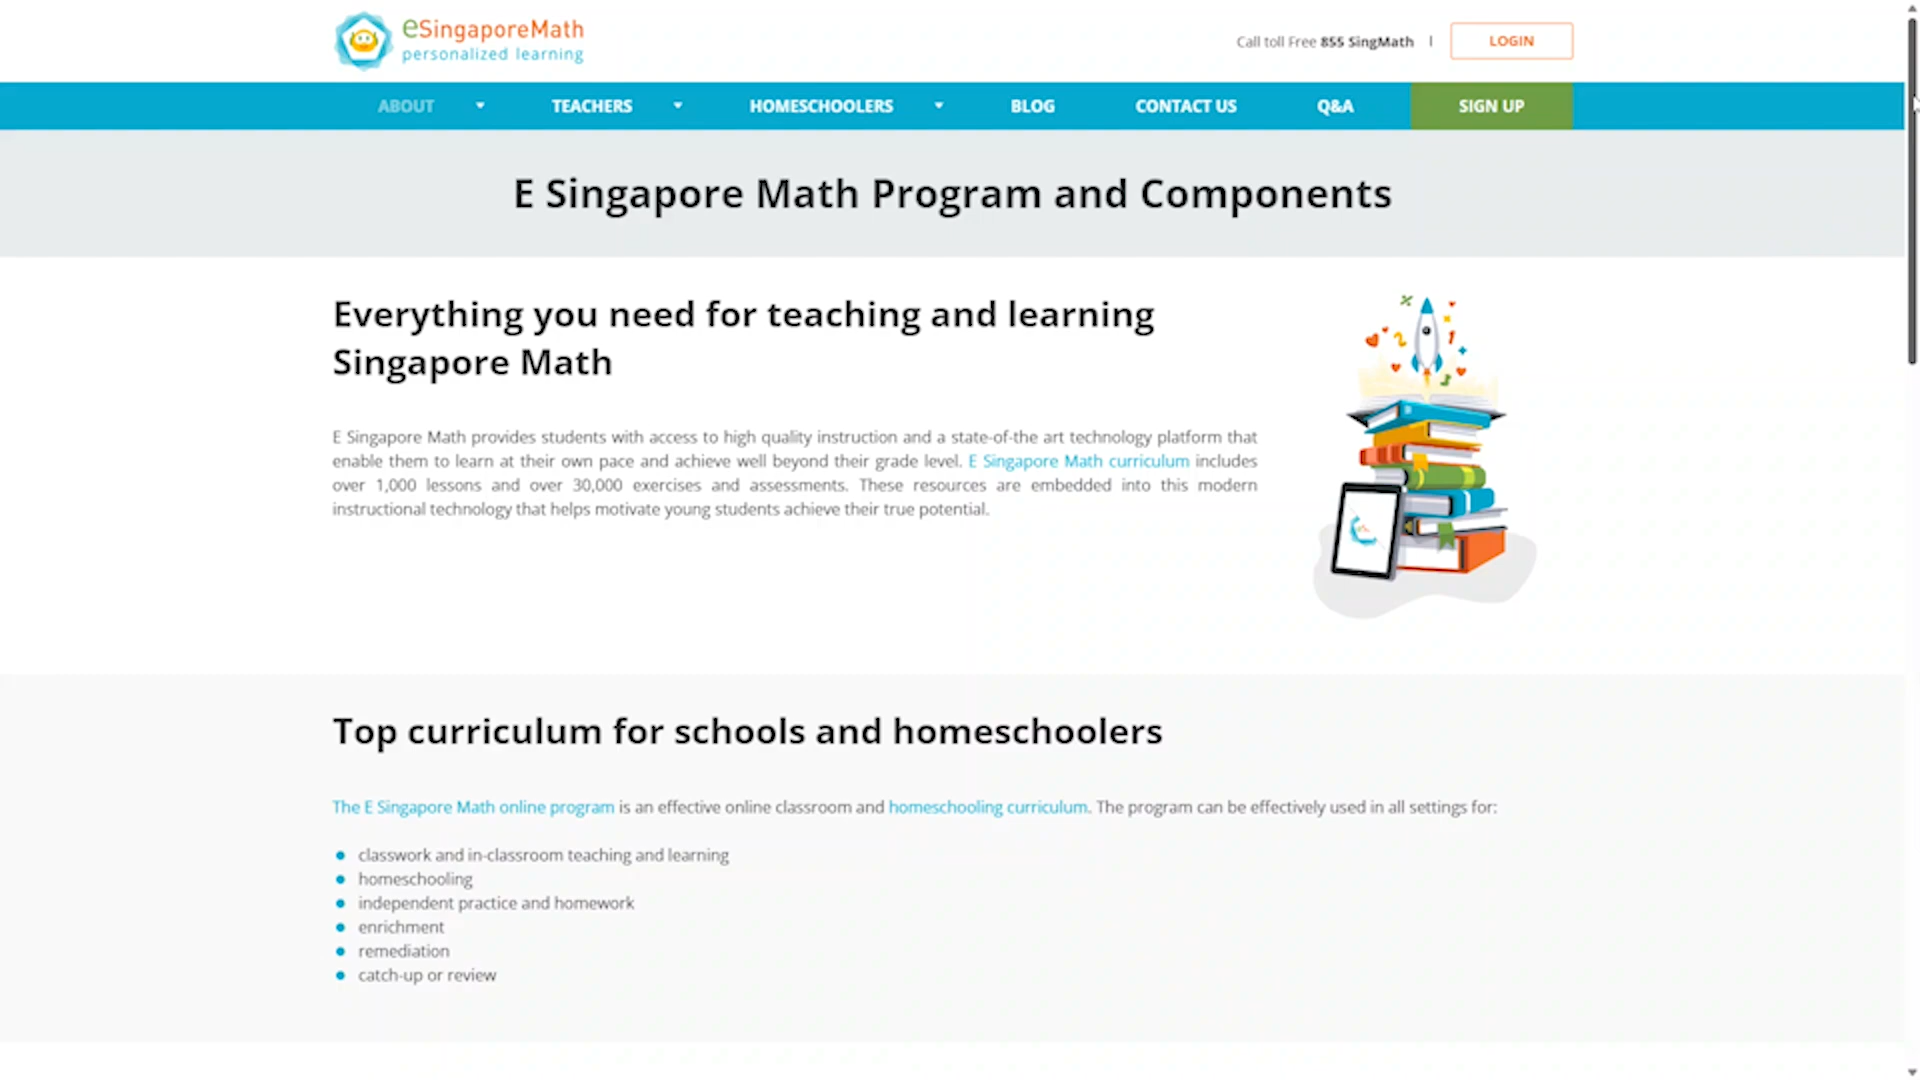 eSingaporeMath
personalized learning
Call toll Free 855 SingMath | LOGIN
ABOUT TEACHERS HOMESCHOOLERS BLOG CONTACT US Q&A SIGN UP
E Singapore Math Program and Components
Everything you need for teaching and learning
Singapore Math
E Singapore Math provides students with access to high quality instruction and a state-of-the art technology platform that
enable them to learn at their own pace and achieve well beyond their grade level. E Singapore Math curriculum includes
over 1,000 lessons and over 30,000 exercises and assessments. These resources are embedded into this modern
instructional technology that helps motivate young students achieve their true potential.
Top curriculum for schools and homeschoolers
The E Singapore Math online program is an effective online classroom and homeschooling curriculum. The program can be effectively used in all settings for:
classwork and in-classroom teaching and learning
homeschooling
independent practice and homework
enrichment
remediation
catch-up or review